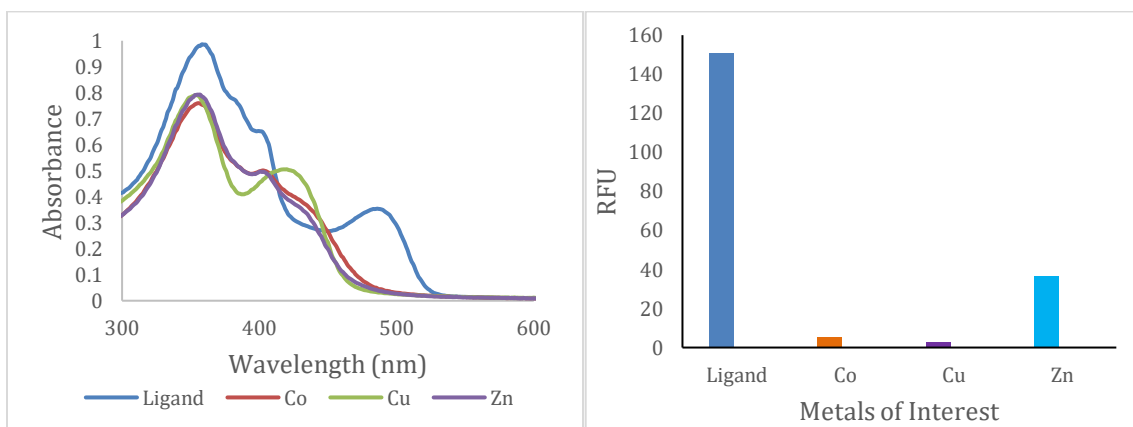 1
0.9
0.8
0.7
0.6
0.5
0.4
0.3
0.2
0.1
0
Absorbance
300 400 500 600
Wavelength (nm)
Ligand Co Cu Zn
160
140
120
100
80
60
40
20
0
RFU
Ligand Co Cu Zn
Metals of Interest